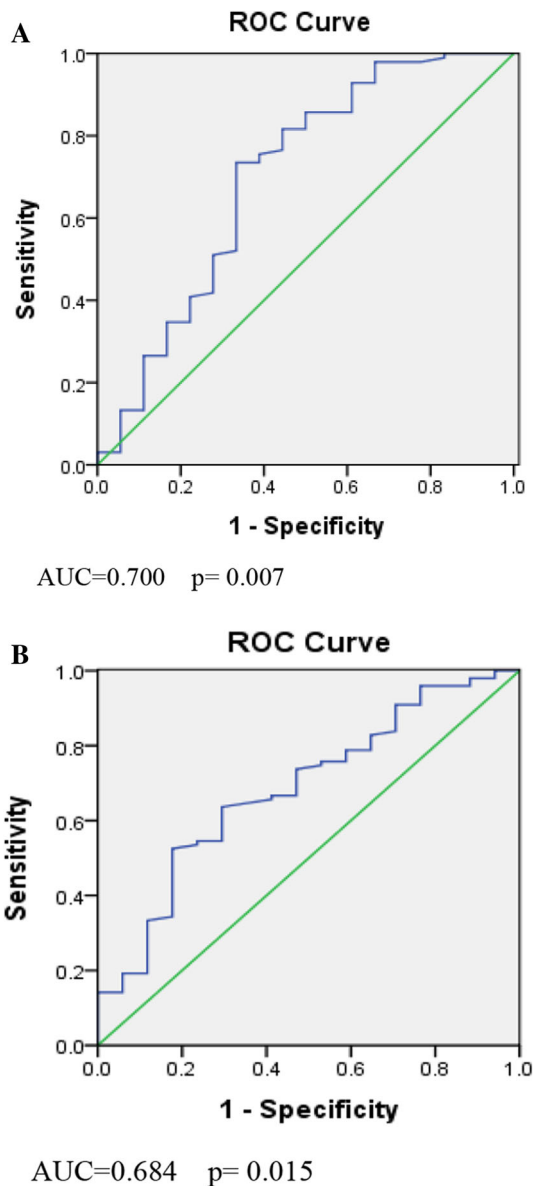 A
ROC Curve
Sensitivity
1.0
0.8
0.6
0.4
0.2
0.0
0.0 0.2 0.4 0.6 0.8 1.0
1 - Specificity
AUC=0.700 p= 0.007
B
ROC Curve
Sensitivity
1.0
0.8
0.6
0.4
0.2
0.0
0.0 0.2 0.4 0.6 0.8 1.0
1 - Specificity
AUC=0.684 p= 0.015